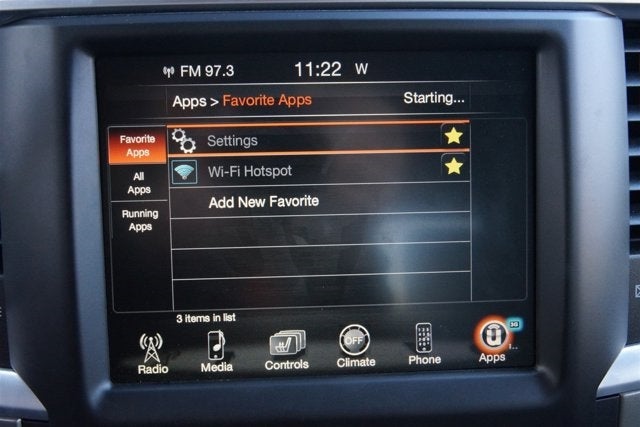 FM 97.3 11:22 W
Apps > Favorite Apps Starting...
Favorite
Apps
Settings
All
Apps
Wi-Fi Hotspot
Running
Apps
Add New Favorite
3 items in list
OFF
3G
Radio Media Controls Climate Phone Apps